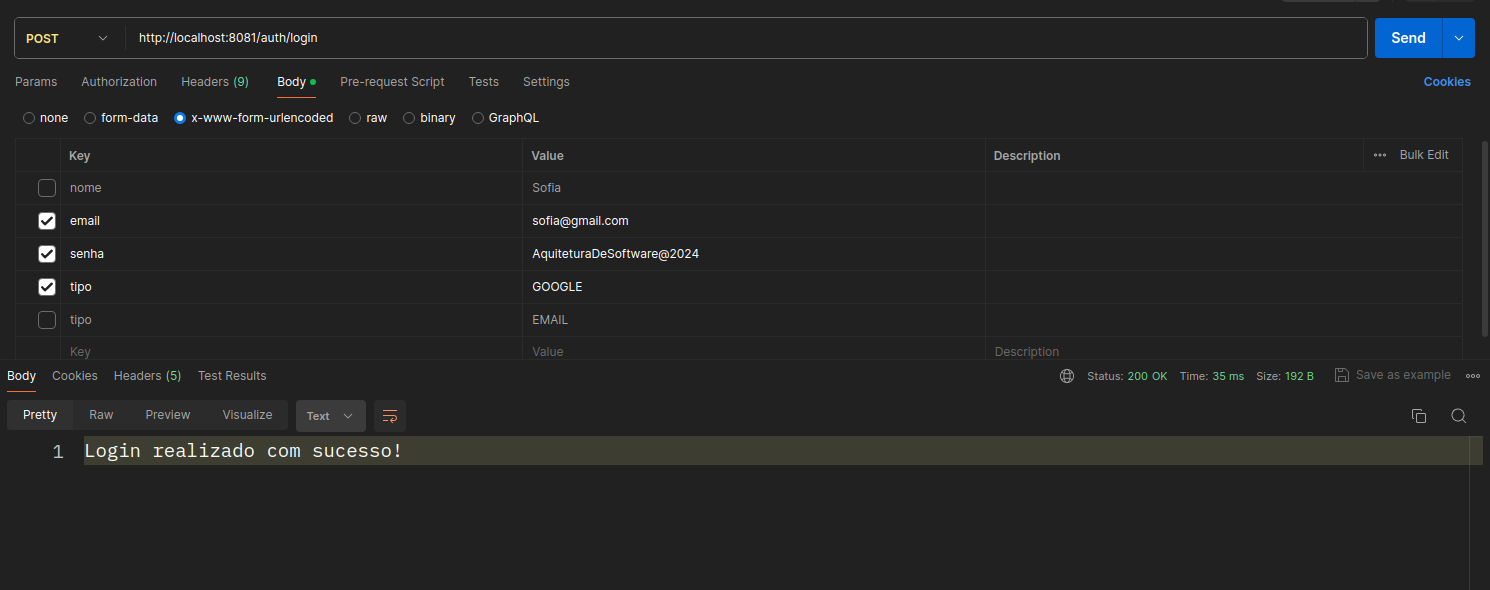 POST http://localhost:8081/auth/login Send
Params Authorization Headers (9) Body Pre-request Script Tests Settings Cookies
none form-data x-www-form-urlencoded raw binary GraphQL
Key Value Description Bulk Edit
nome Sofia
email sofia@gmail.com
senha AquiteturaDeSoftware@2024
tipo GOOGLE
tipo EMAIL
Key Value Description
Body Cookies Headers (5) Test Results Status: 200 OK Time: 35 ms Size: 192 B Save as example
Pretty Raw Preview Visualize Text
1 Login realizado com sucesso!